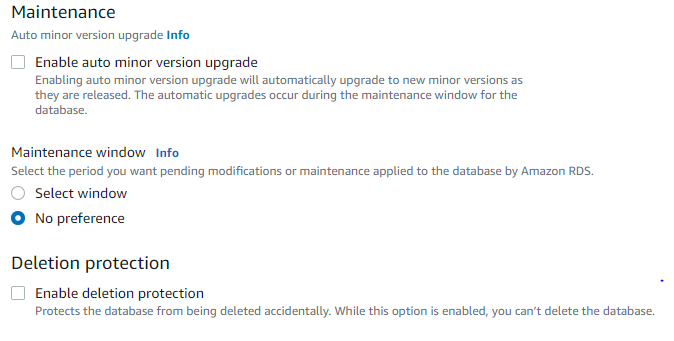 Maintenance
Auto minor version upgrade Info
Enable auto minor version upgrade
Enabling auto minor version upgrade will automatically upgrade to new minor versions as
they are released. The automatic upgrades occur during the maintenance window for the
database.
Maintenance window Info
Select the period you want pending modifications or maintenance applied to the database by Amazon RDS.
Select window
No preference
Deletion protection
Enable deletion protection
Protects the database from being deleted accidentally. While this option is enabled, you can't delete the database.